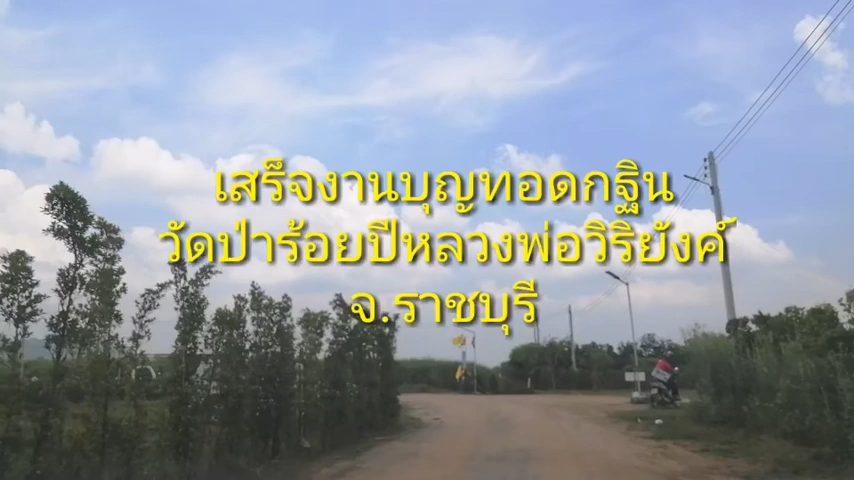 เสร็จงานบุญทอดกฐิน
วัดป่าร้อยปีหลวงพ่อวิริยังค์
จ.ราชบุรี